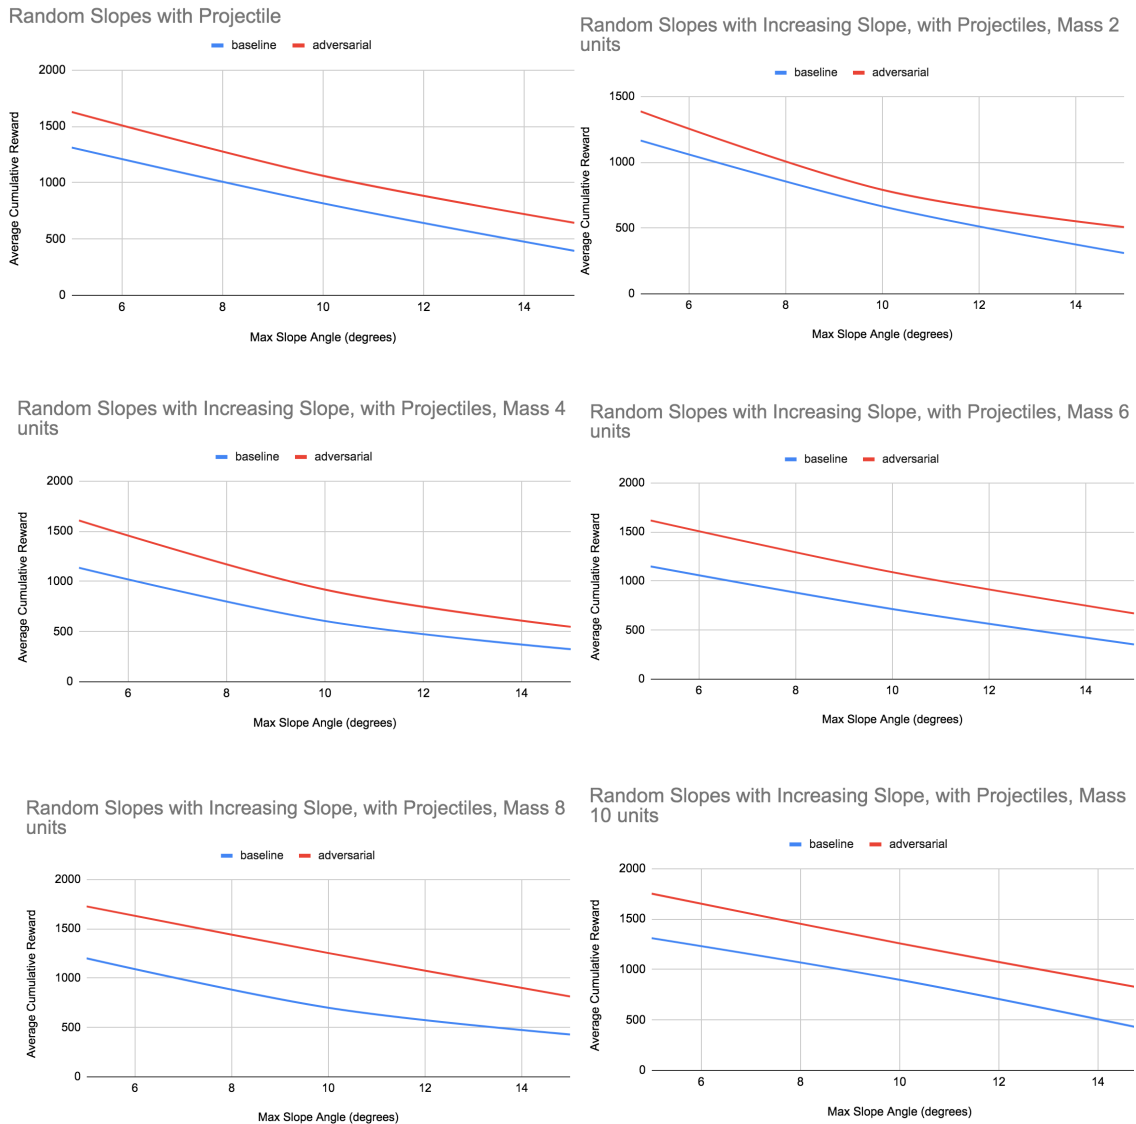 Random Slopes with Projectile
baseline adversarial
2000
1500
1000
500
0
Average Cumulative Reward
6 8 10 12 14
Max Slope Angle (degrees)
Random Slopes with Increasing Slope, with Projectiles, Mass 2
units
baseline adversarial
1500
1000
500
0
Average Cumulative Reward
6 8 10 12 14
Max Slope Angle (degrees)
Random Slopes with Increasing Slope, with Projectiles, Mass 4
units
baseline adversarial
2000
1500
1000
500
0
Average Cumulative Reward
6 8 10 12 14
Max Slope Angle (degrees)
Random Slopes with Increasing Slope, with Projectiles, Mass 6
units
baseline adversarial
2000
1500
1000
500
0
Average Cumulative Reward
6 8 10 12 14
Max Slope Angle (degrees)
Random Slopes with Increasing Slope, with Projectiles, Mass 8
units
baseline adversarial
2000
1500
1000
500
0
Average Cumulative Reward
6 8 10 12 14
Max Slope Angle (degrees)
Random Slopes with Increasing Slope, with Projectiles, Mass
10 units
baseline adversarial
2000
1500
1000
500
0
Average Cumulative Reward
6 8 10 12 14
Max Slope Angle (degrees)